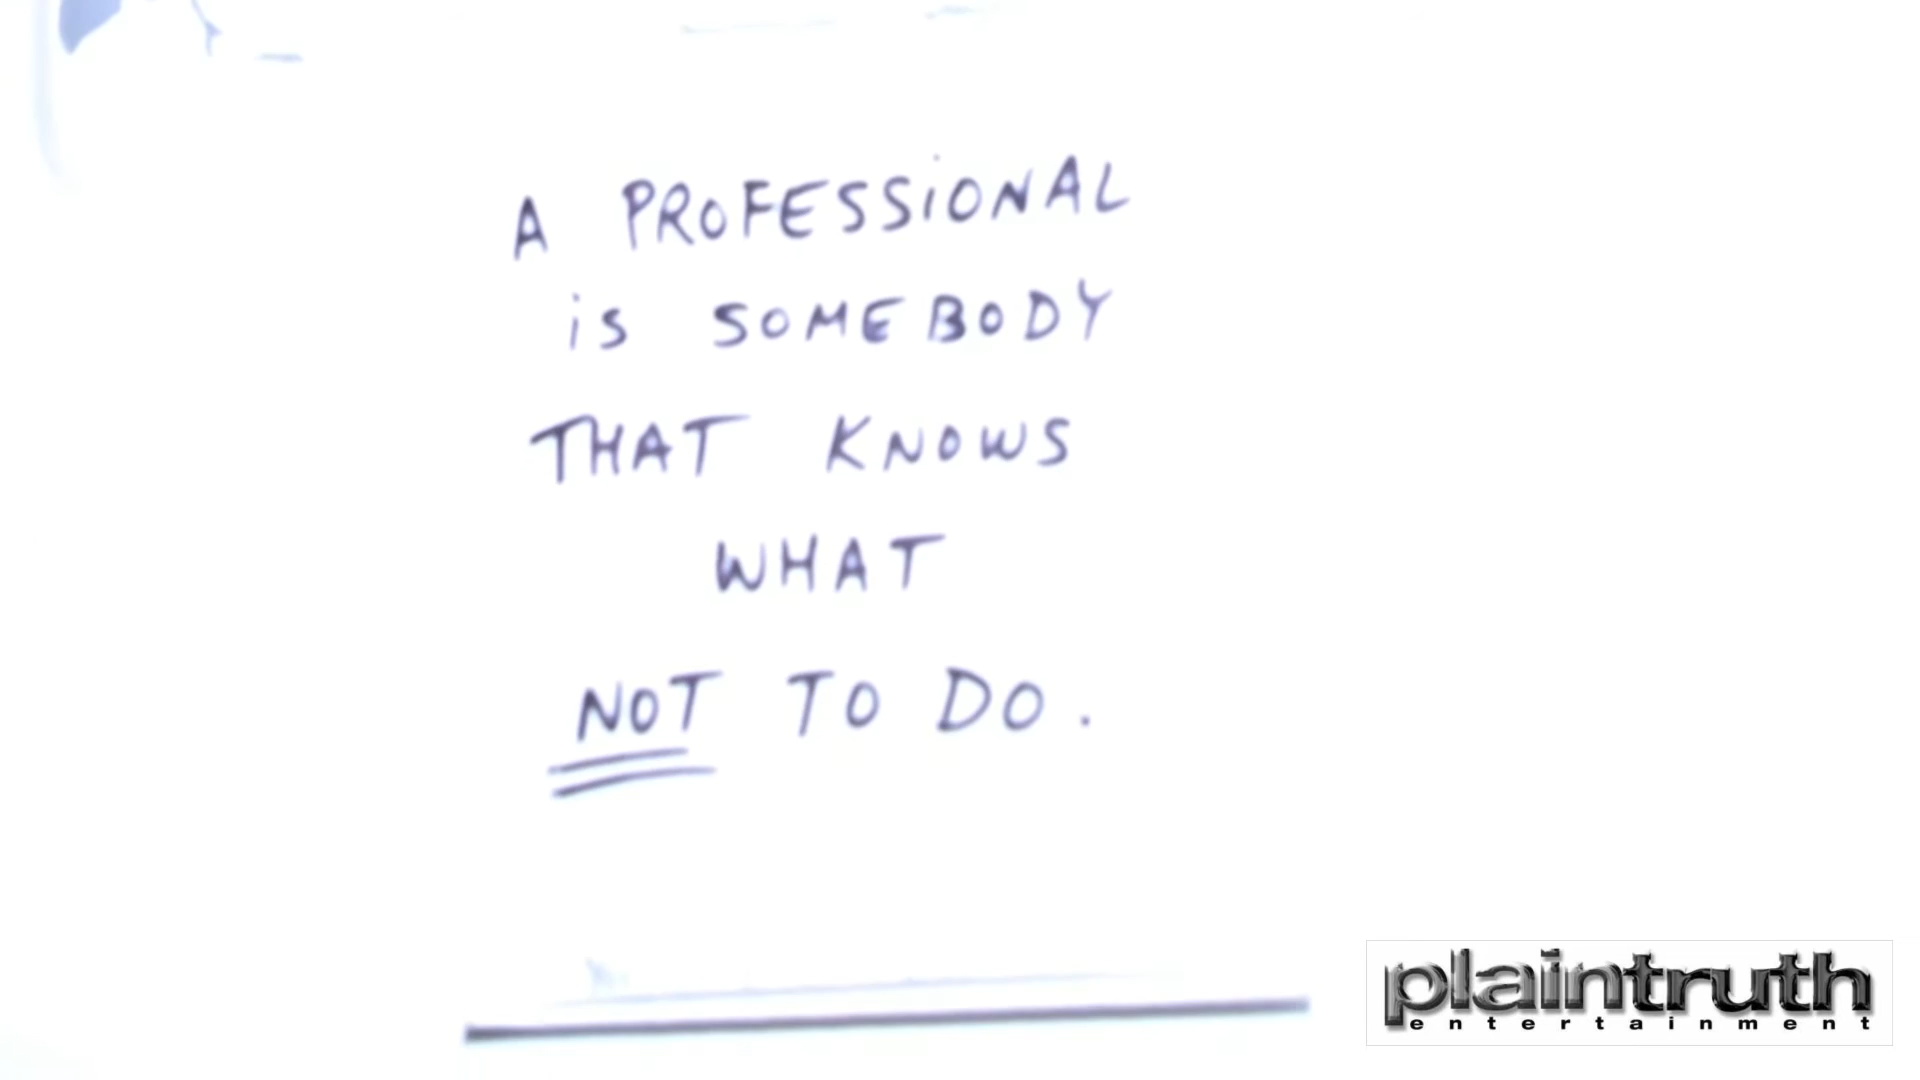 A PROFESSIONAL
iS SOMEBODY
THAT KNOWS
WHAT
NOT TO DO.
plaintruth
entertainment